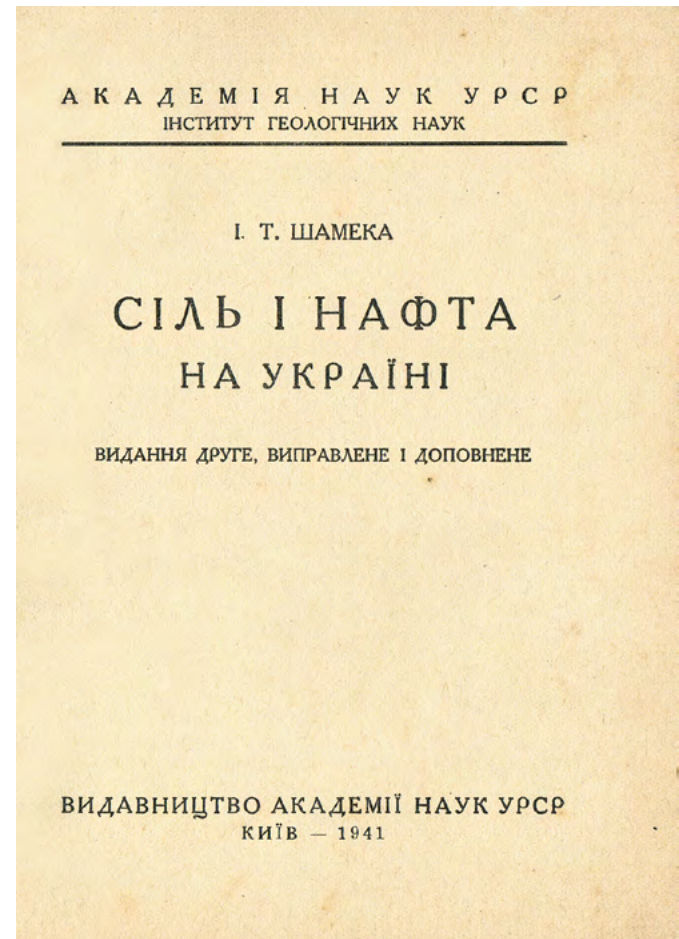 АКАДЕМІЯ НАУК УРСР
ІНСТИТУТ ГЕОЛОГІЧНИХ НАУК
І. Т. ШАМЕКА
СІЛЬ І НАФТА
НА УКРАЇНІ
ВИДАННЯ ДРУГЕ, ВИПРАВЛЕНЕ І ДОПОВНЕНЕ
ВИДАВНИЦТВО АКАДЕМІЇ НАУК УРСР
КИЇВ — 1941